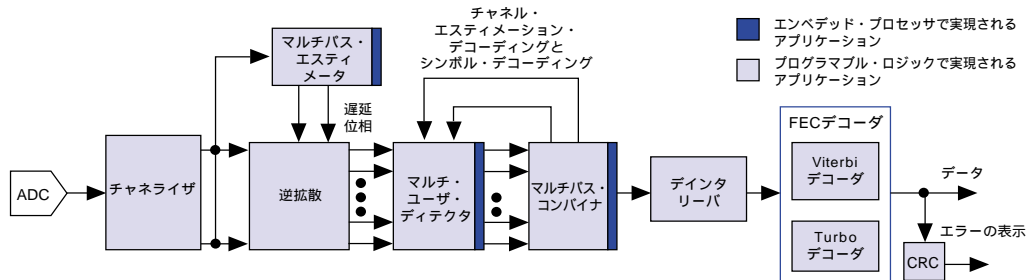 チャネル・
エスティメーション・
デコーディングと
シンボル・デコーディング
エンベデッド・プロセッサで実現される
アプリケーション
プログラマブル・ロジックで実現される
アプリケーション
マルチパス・
エスティ
メータ
遅延
位相
ADC
チャネライザ
逆拡散
マルチ・
ユーザ・
ディテクタ
マルチパス・
コンバイナ
デインタ
リーバ
FECデコーダ
Viterbi
デコーダ
Turbo
デコーダ
データ
エラーの表示
CRC